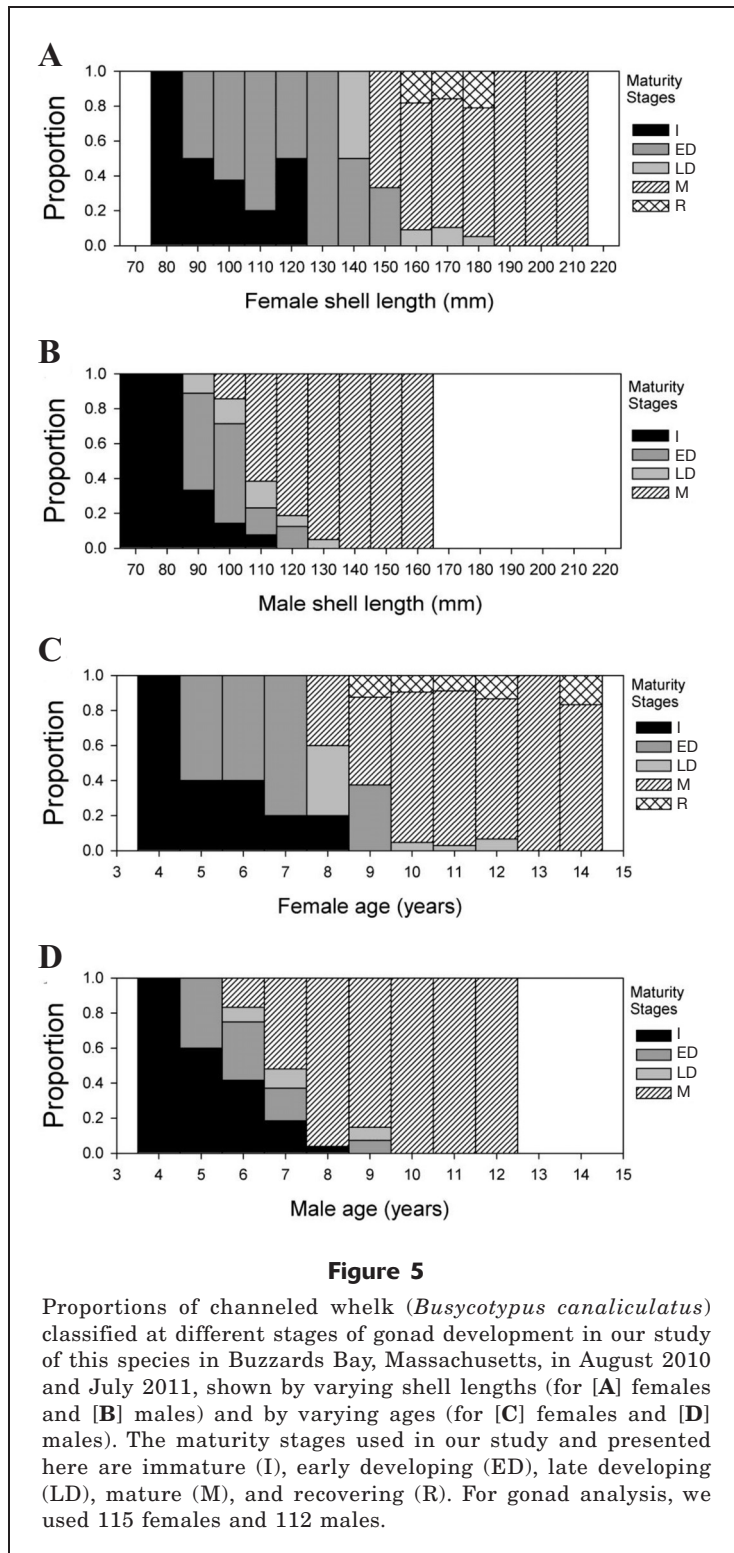 A
1.0
0.8
0.6
0.4
0.2
0.0
Proportion
70 80 90 100 110 120 130 140 150 160 170 180 190 200 210 220
Female shell length (mm)
Maturity
Stages
I
ED
LD
M
R
B
1.0
0.8
0.6
0.4
0.2
0.0
Proportion
70 80 90 100 110 120 130 140 150 160 170 180 190 200 210 220
Male shell length (mm)
Maturity
Stages
I
ED
LD
M
C
1.0
0.8
0.6
0.4
0.2
0.0
Proportion
3 4 5 6 7 8 9 10 11 12 13 14 15
Female age (years)
Maturity
Stages
I
ED
LD
M
R
D
1.0
0.8
0.6
0.4
0.2
0.0
Proportion
3 4 5 6 7 8 9 10 11 12 13 14 15
Male age (years)
Maturity
Stages
I
ED
LD
M
Figure 5
Proportions of channeled whelk (Busycotypus canaliculatus)
classified at different stages of gonad development in our study
of this species in Buzzards Bay, Massachusetts, in August 2010
and July 2011, shown by varying shell lengths (for [A] females
and [B] males) and by varying ages (for [C] females and [D]
males). The maturity stages used in our study and presented
here are immature (I), early developing (ED), late developing
(LD), mature (M), and recovering (R). For gonad analysis, we
used 115 females and 112 males.